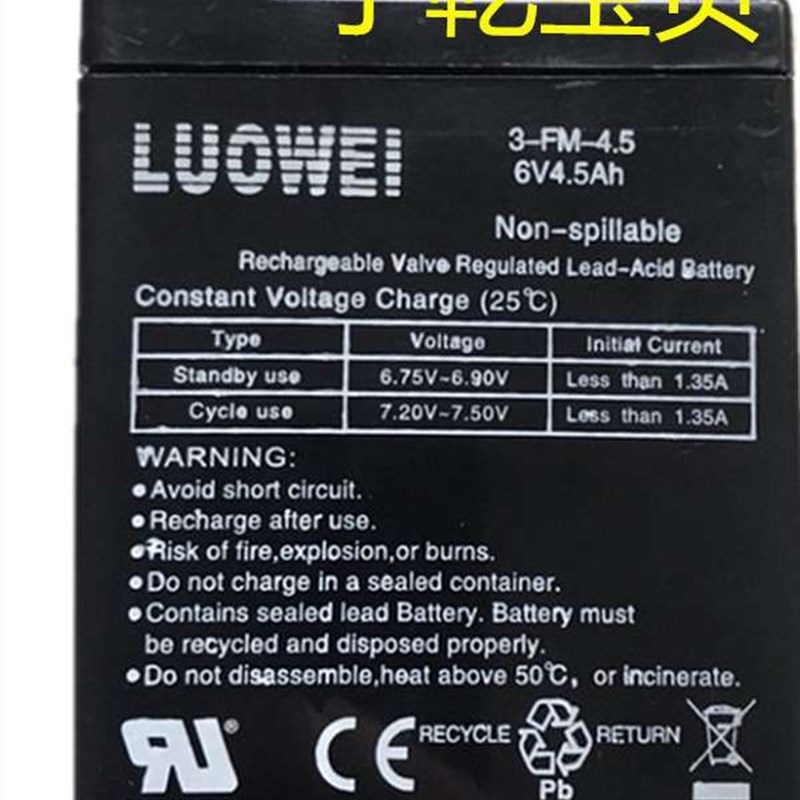 LUOWEI
3-FM-4.5
6V4.5Ah
Non-spillable
Rechargeable Valve Regulated Lead-Acid Battery
Constant Voltage Charge (25℃)
Type Voltage Initial Current
Standby use 6.75V~6.90V Less than 1.35A
Cycle use 7.20V~7.50V Less than 1.35A
WARNING:
●Avoid short circuit.
●Recharge after use.
●Risk of fire,explosion,or burns.
●Do not charge in a sealed container.
●Contains sealed lead Battery. Battery must
be recycled and disposed properly.
●Do not disassemble,heat above 50℃, or incinerate.
RU® CE RECYCLE RETURN
Pb